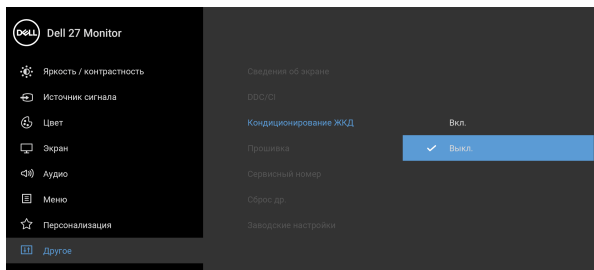 DELL Dell 27 Monitor
Яркость / контрастность
Источник сигнала
Цвет
Экран
Аудио
Меню
Персонализация
Другое
Сведения об экране
DDC/CI
Кондиционирование ЖКД
Прошивка
Сервисный номер
Сброс др.
Заводские настройки
Вкл.
Выкл.